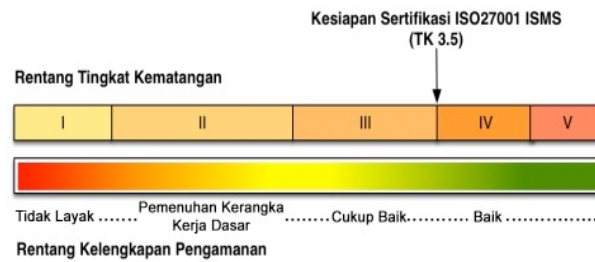 Kesiapan Sertifikasi ISO27001 ISMS
(TK 3.5)
Rentang Tingkat Kematangan
I II III IV V
Tidak Layak ....... Pemenuhan Kerangka Kerja Dasar ........ Cukup Baik........... Baik ................
Rentang Kelengkapan Pengamanan